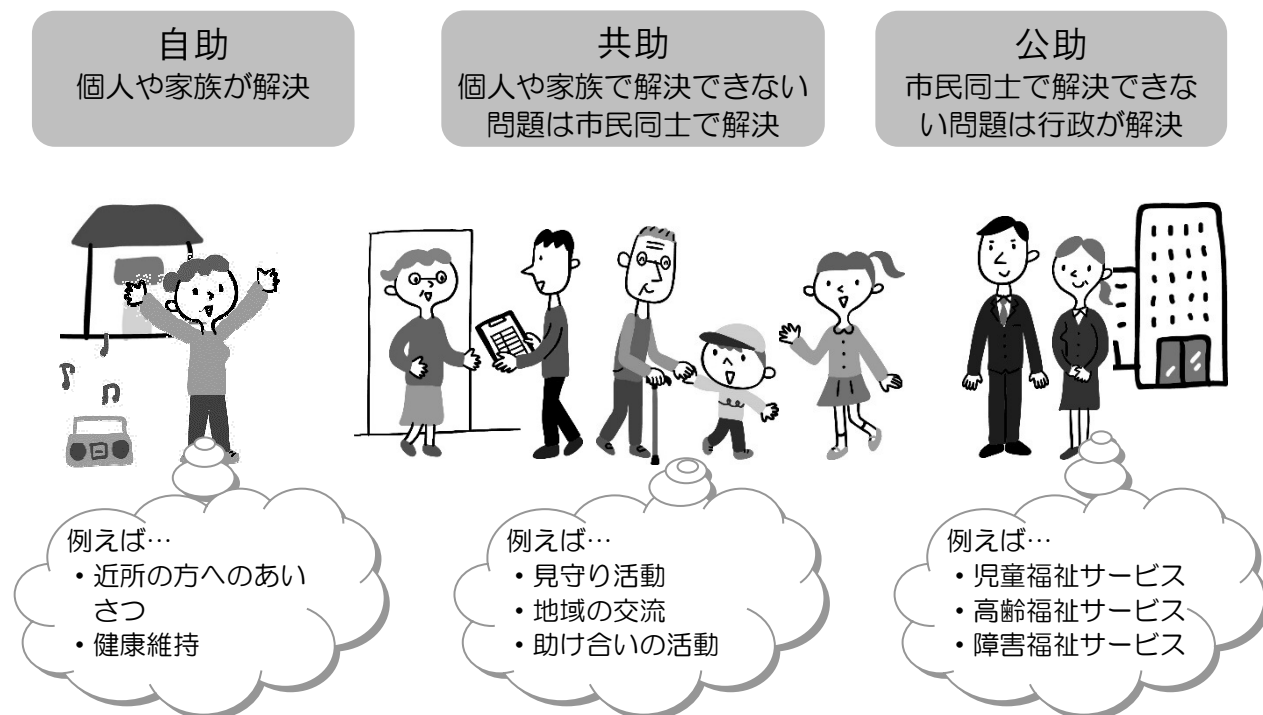 自助
個人や家族が解決
共助
個人や家族で解決できない
問題は市民同士で解決
公助
市民同士で解決できな
い問題は行政が解決
例えば…
・近所の方へのあい
さつ
・健康維持
例えば…
・見守り活動
・地域の交流
・助け合いの活動
例えば…
・児童福祉サービス
・高齢福祉サービス
・障害福祉サービス